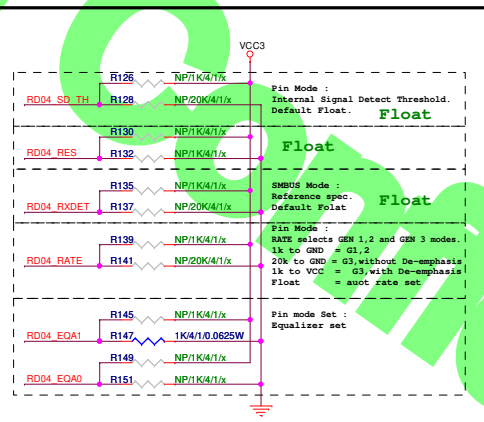 VCC3
R126 NP/1K/4/1/x
RD04_SD_TH R128 NP/20K/4/1/x
Pin Mode :
Internal Signal Detect Threshold.
Default Float.
Float
R130 NP/1K/4/1/x
RD04_RES R132 NP/1K/4/1/x
Float
R135 NP/1K/4/1/x
RD04_RXDET R137 NP/20K/4/1/x
SMBUS Mode :
Reference spec.
Default Folat
Float
R139 NP/1K/4/1/x
RD04_RATE R141 NP/20K/4/1/x
Pin Mode :
RATE selects GEN 1,2 and GEN 3 modes.
1k to GND = G1,2
20k to GND = G3,without De-emphasis
1k to VCC = G3,with De-emphasis
Float = auot rate set
R145 NP/1K/4/1/x
RD04_EQA1 R147 1K/4/1/0.0625W
R149 NP/1K/4/1/x
RD04_EQA0 R151 NP/1K/4/1/x
Pin mode Set :
Equalizer set